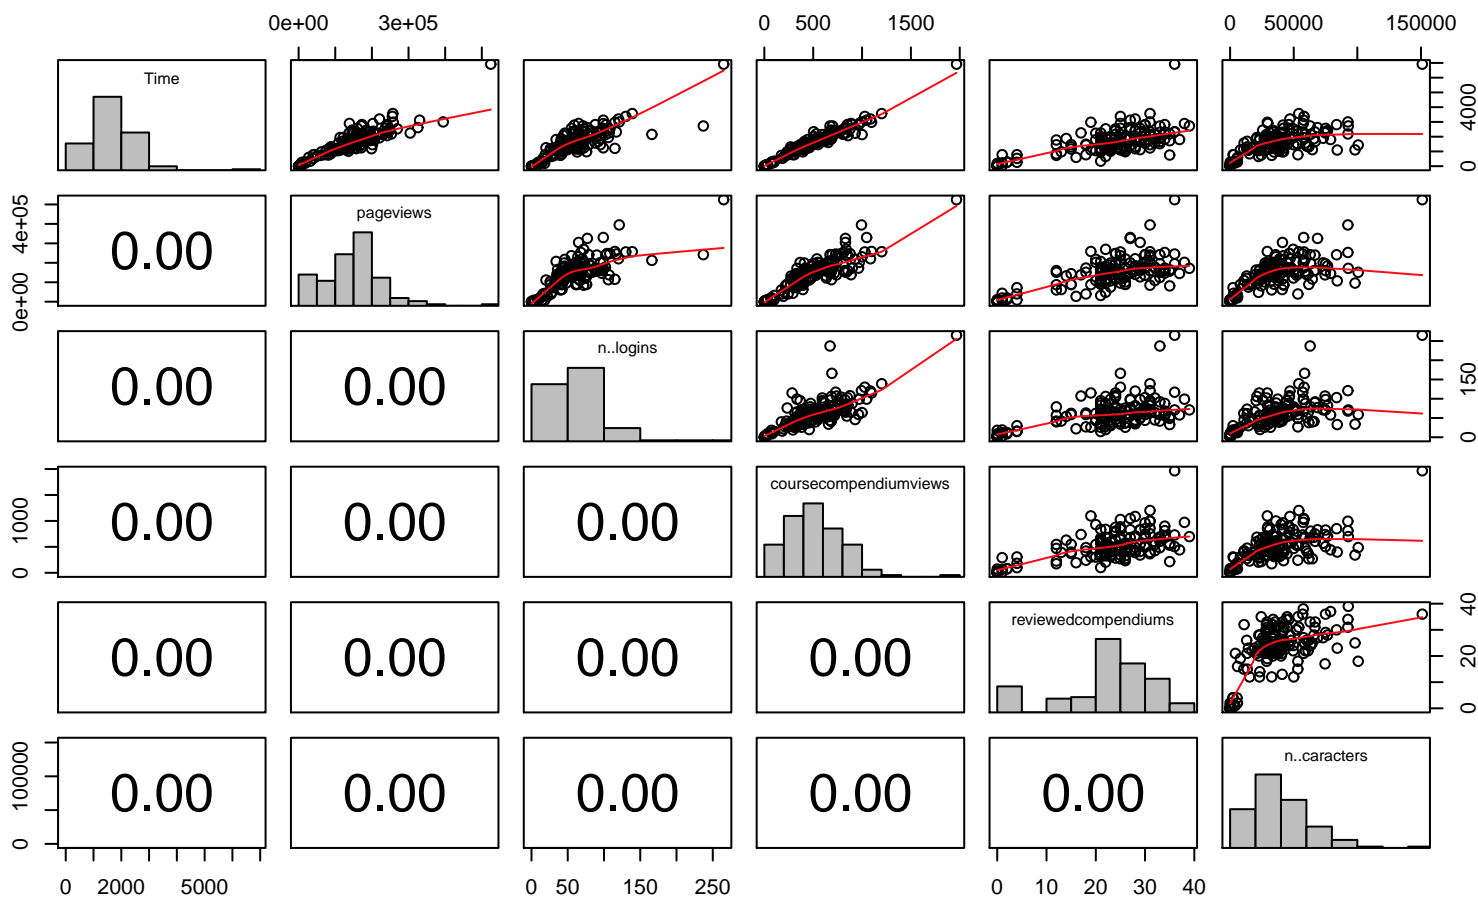 0e+00 3e+05 0 500 1500 0 50000 150000
Time
0 4000
pageviews
0e+00 4e+05
0.00
n..logins
0.00 0.00
0 150
coursecompendiumviews
0 1000
0.00 0.00 0.00
reviewedcompendiums
0.00 0.00 0.00 0.00
0 20 40
n..caracters
0 100000
0.00 0.00 0.00 0.00 0.00
0 2000 5000 0 50 150 250 0 10 20 30 40